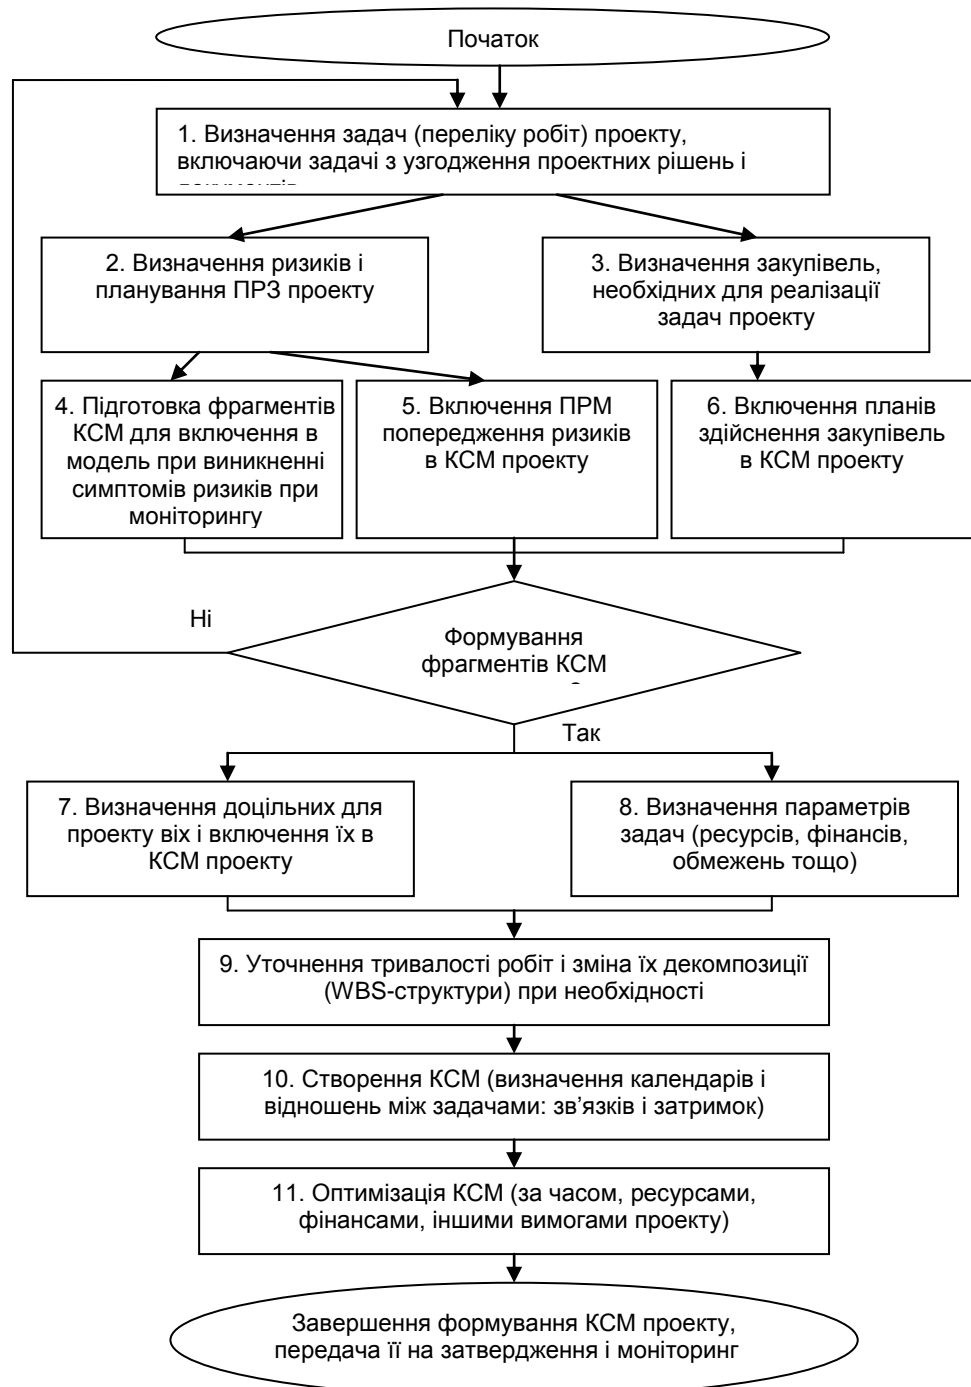 Початок
1. Визначення задач (переліку робіт) проекту,
включаючи задачі з узгодження проектних рішень і
2. Визначення ризиків і
планування ПРЗ проекту
3. Визначення закупівель,
необхідних для реалізації
задач проекту
4. Підготовка фрагментів
КСМ для включення в
модель при виникненні
симптомів ризиків при
моніторингу
5. Включення ПРМ
попередження ризиків
в КСМ проекту
6. Включення планів
здійснення закупівель
в КСМ проекту
Ні
Формування
фрагментів КСМ
Так
7. Визначення доцільних для
проекту віх і включення їх в
КСМ проекту
8. Визначення параметрів
задач (ресурсів, фінансів,
обмежень тощо)
9. Уточнення тривалості робіт і зміна їх декомпозиції
(WBS-структури) при необхідності
10. Створення КСМ (визначення календарів і
відношень між задачами: зв’язків і затримок)
11. Оптимізація КСМ (за часом, ресурсами,
фінансами, іншими вимогами проекту)
Завершення формування КСМ проекту,
передача її на затвердження і моніторинг